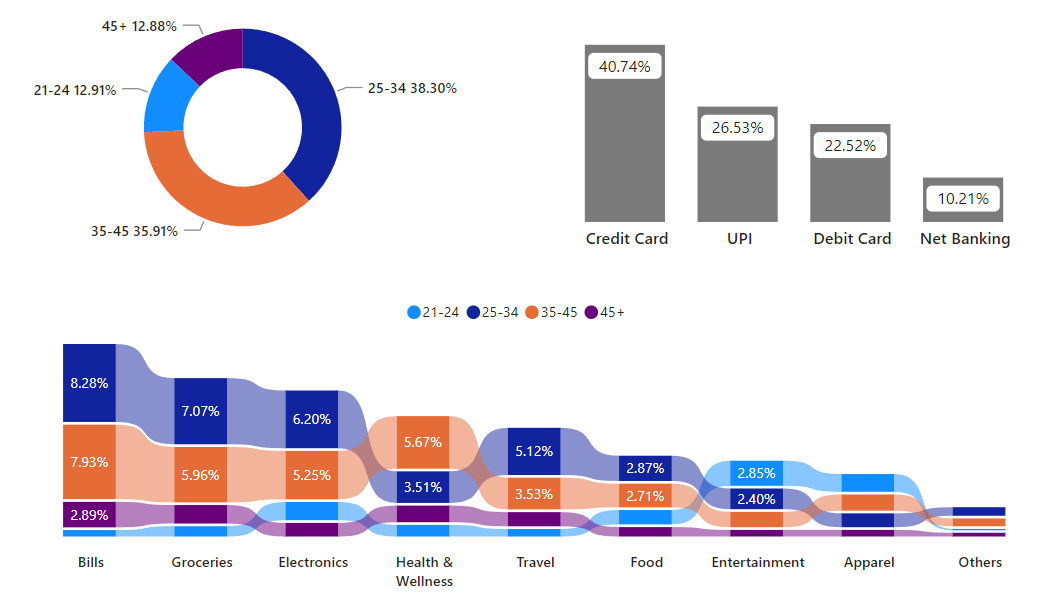 45+ 12.88%
21-24 12.91%
25-34 38.30%
35-45 35.91%
40.74%
26.53%
22.52%
10.21%
Credit Card
UPI
Debit Card
Net Banking
21-24 25-34 35-45 45+
8.28%
7.93%
2.89%
7.07%
5.96%
6.20%
5.25%
5.67%
3.51%
5.12%
3.53%
2.87%
2.71%
2.85%
2.40%
Bills
Groceries
Electronics
Health &
Wellness
Travel
Food
Entertainment
Apparel
Others